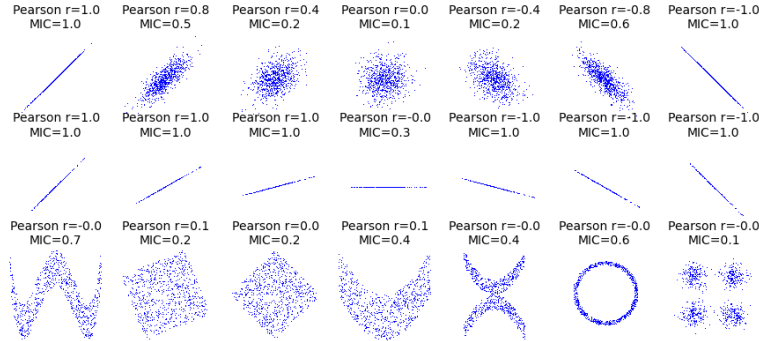 Pearson r=1.0
MIC=1.0
Pearson r=0.8
MIC=0.5
Pearson r=0.4
MIC=0.2
Pearson r=0.0
MIC=0.1
Pearson r=-0.4
MIC=0.2
Pearson r=-0.8
MIC=0.6
Pearson r=-1.0
MIC=1.0
Pearson r=1.0
MIC=1.0
Pearson r=1.0
MIC=1.0
Pearson r=1.0
MIC=1.0
Pearson r=-0.0
MIC=0.3
Pearson r=-1.0
MIC=1.0
Pearson r=-1.0
MIC=1.0
Pearson r=-1.0
MIC=1.0
Pearson r=-0.0
MIC=0.7
Pearson r=0.1
MIC=0.2
Pearson r=0.0
MIC=0.2
Pearson r=0.1
MIC=0.4
Pearson r=-0.0
MIC=0.4
Pearson r=-0.0
MIC=0.6
Pearson r=-0.0
MIC=0.1